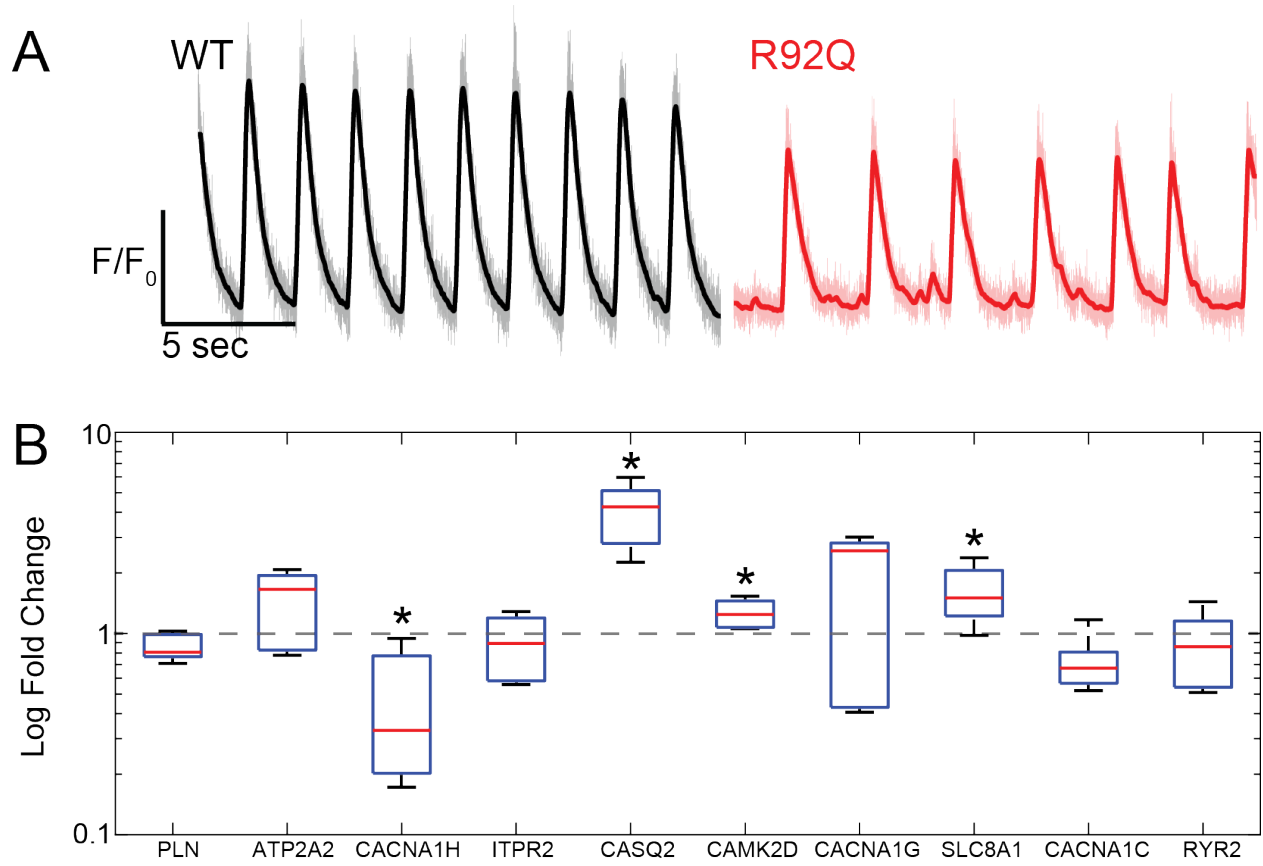 A
WT
R92Q
F/F0
5 sec
B
Log Fold Change
10
1
0.1
*
*
*
*
PLN ATP2A2 CACNA1H ITPR2 CASQ2 CAMK2D CACNA1G SLC8A1 CACNA1C RYR2